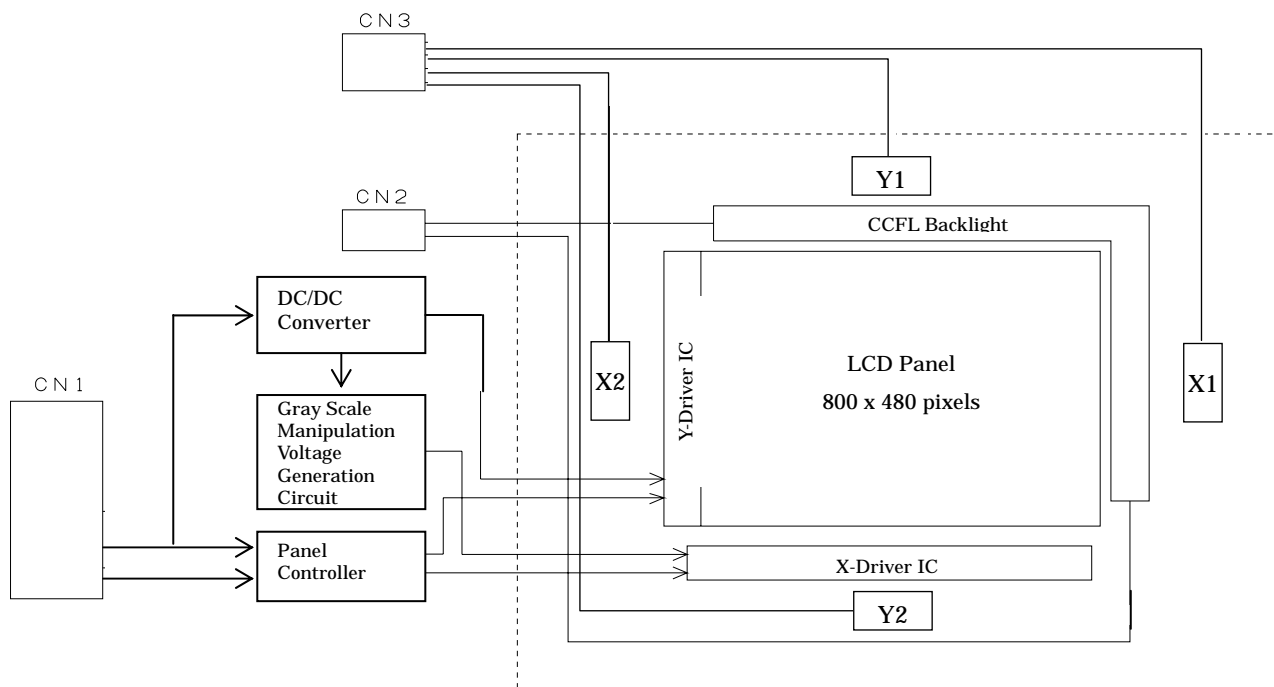 CN3
Y1
CN2
CCFL Backlight
DC/DC
Converter
LCD Panel
800 x 480 pixels
X2
X1
Y-Driver IC
CN1
Gray Scale
Manipulation
Voltage
Generation
Circuit
Panel
Controller
X-Driver IC
Y2